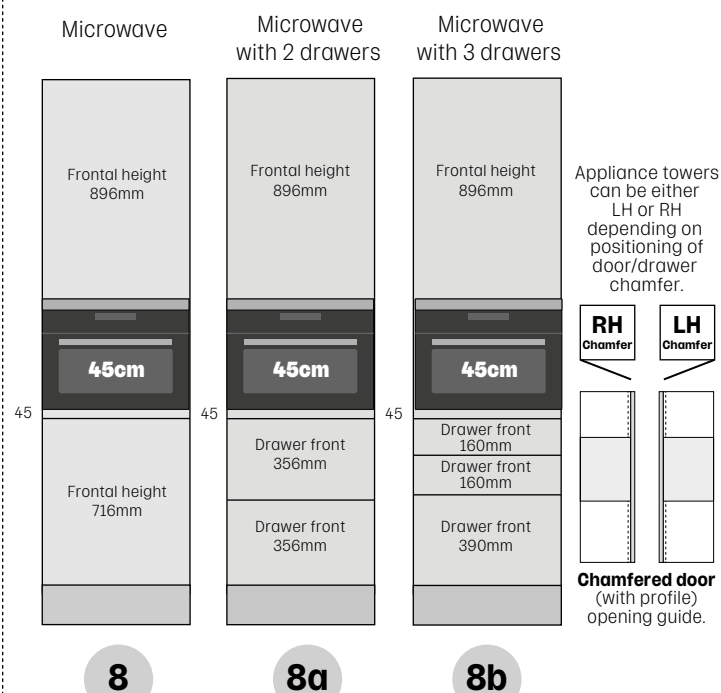 Microwave
Frontal height
896mm
45cm
45
Frontal height
716mm
8
Microwave
with 2 drawers
Frontal height
896mm
45cm
45
Drawer front
356mm
Drawer front
356mm
8a
Microwave
with 3 drawers
Frontal height
896mm
45cm
45
Drawer front
160mm
Drawer front
160mm
Drawer front
390mm
8b
Appliance towers
can be either
LH or RH
depending on
positioning of
door/drawer
chamfer.
RH
Chamfer
LH
Chamfer
Chamfered door
(with profile)
opening guide.